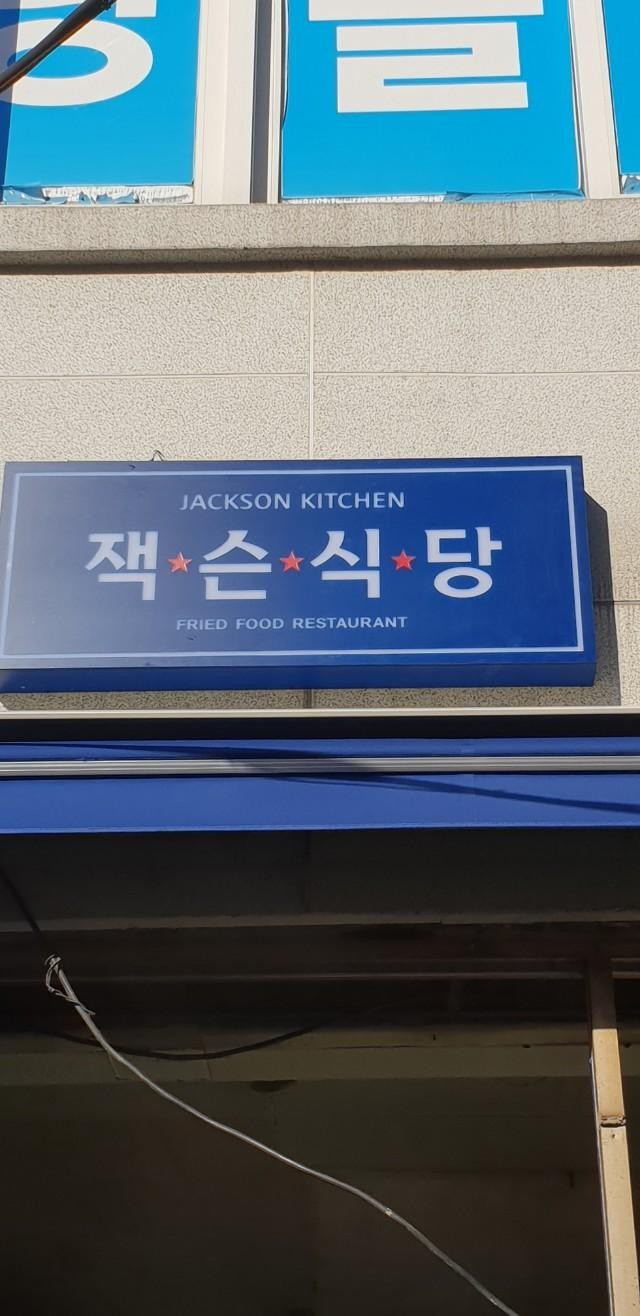 JACKSON KITCHEN
잭★슨★식★당
FRIED FOOD RESTAURANT